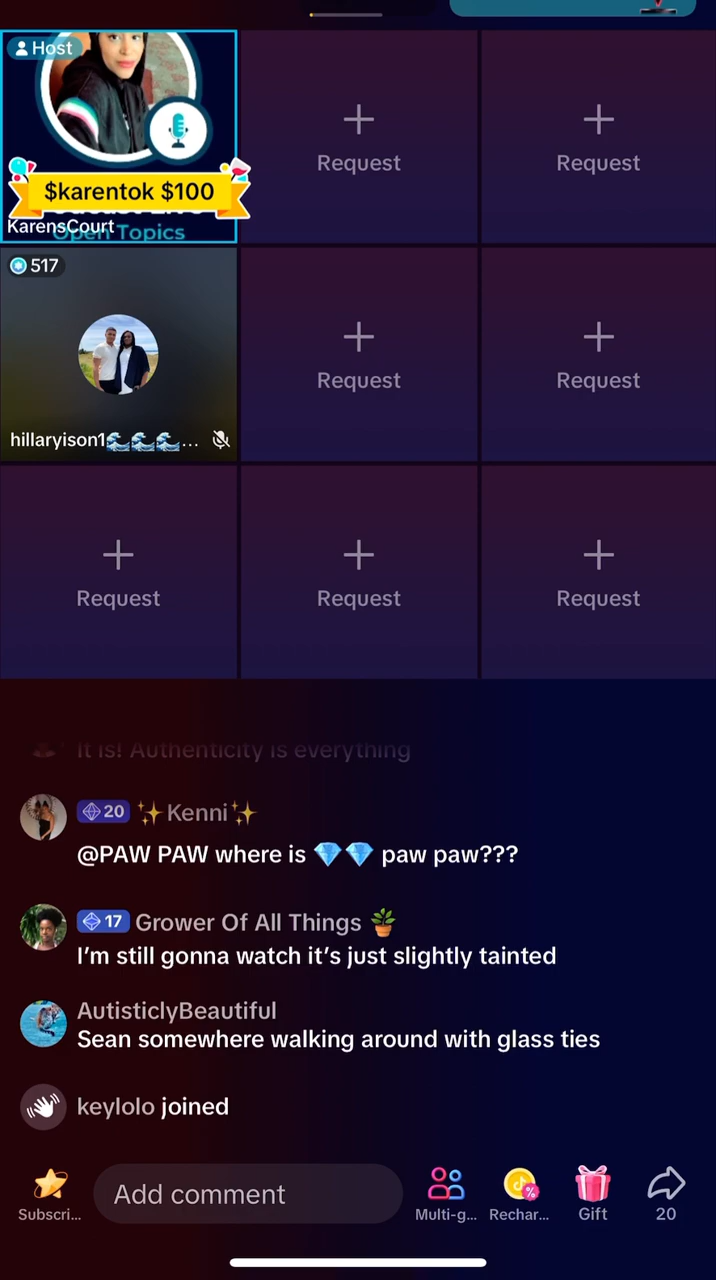 Host
$karentok $100
KarensCourt
Open Topics
Request
Request
517
hillaryison1🌊🌊🌊...
Request
Request
Request
Request
Request
It is! Authenticity is everything
20 ✨Kenni✨
@PAW PAW where is 💎💎 paw paw???
17 Grower Of All Things 🪴
I'm still gonna watch it's just slightly tainted
AutisticlyBeautiful
Sean somewhere walking around with glass ties
keylolo joined
Add comment
Subscri...
Multi-g...
Rechar...
Gift
20